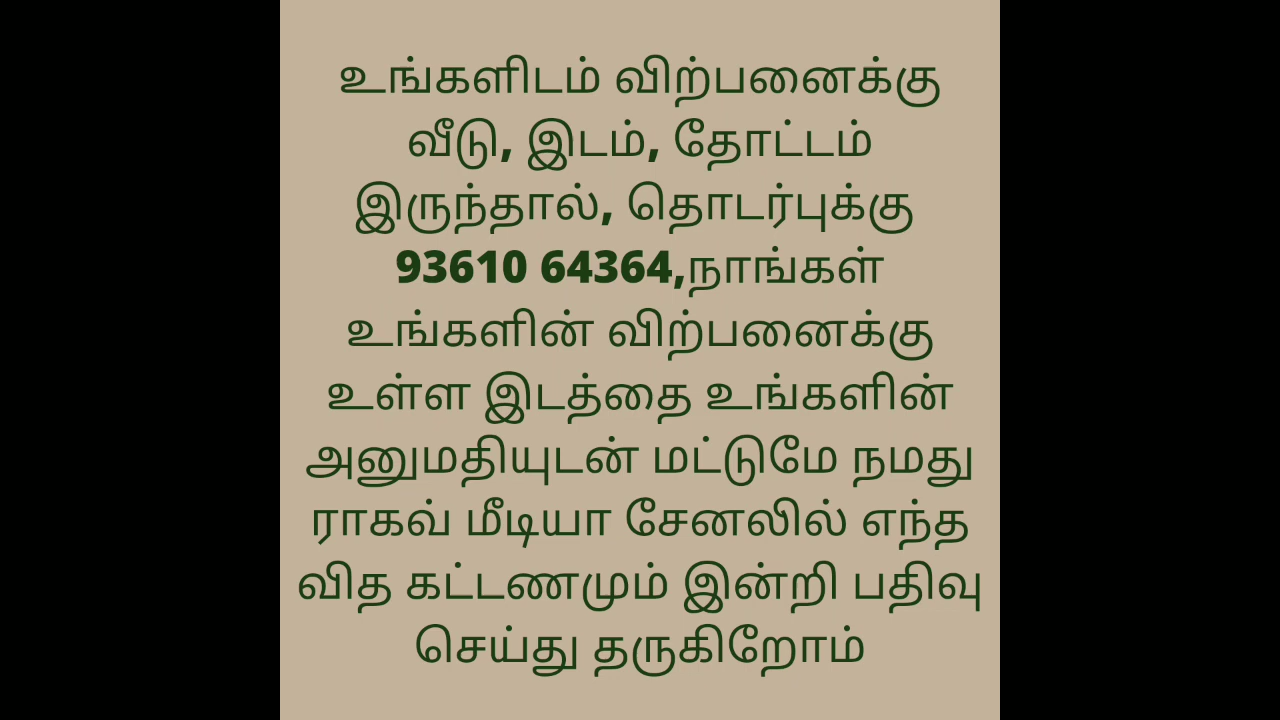 உங்களிடம் விற்பனைக்கு
வீடு, இடம், தோட்டம்
இருந்தால், தொடர்புக்கு
93610 64364,நாங்கள்
உங்களின் விற்பனைக்கு
உள்ள இடத்தை உங்களின்
அனுமதியுடன் மட்டுமே நமது
ராகவ் மீடியா சேனலில் எந்த
வித கட்டணமும் இன்றி பதிவு
செய்து தருகிறோம்